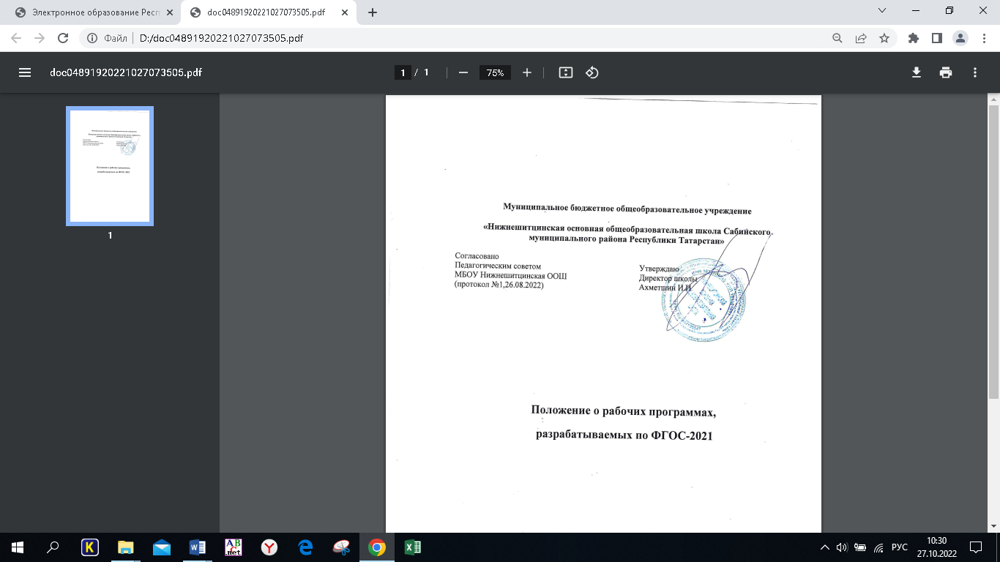 Электронное образование Респ
doc04891920221027073505.pdf
Файл
D:/doc04891920221027073505.pdf
doc04891920221027073505.pdf
1 / 1
75%
1
Муниципальное бюджетное общеобразовательное учреждение
«Нижнешитцинская основная общеобразовательная школа Сабинского
муниципального района Республики Татарстан»
Согласовано
Педагогическим советом
МБОУ Нижнешитцинская ООШ
(протокол №1,26.08.2022)
Утверждаю
Директор школы
Ахметшин И.И
Положение о рабочих программах,
разрабатываемых по ФГОС-2021
РУС
10:30
27.10.2022